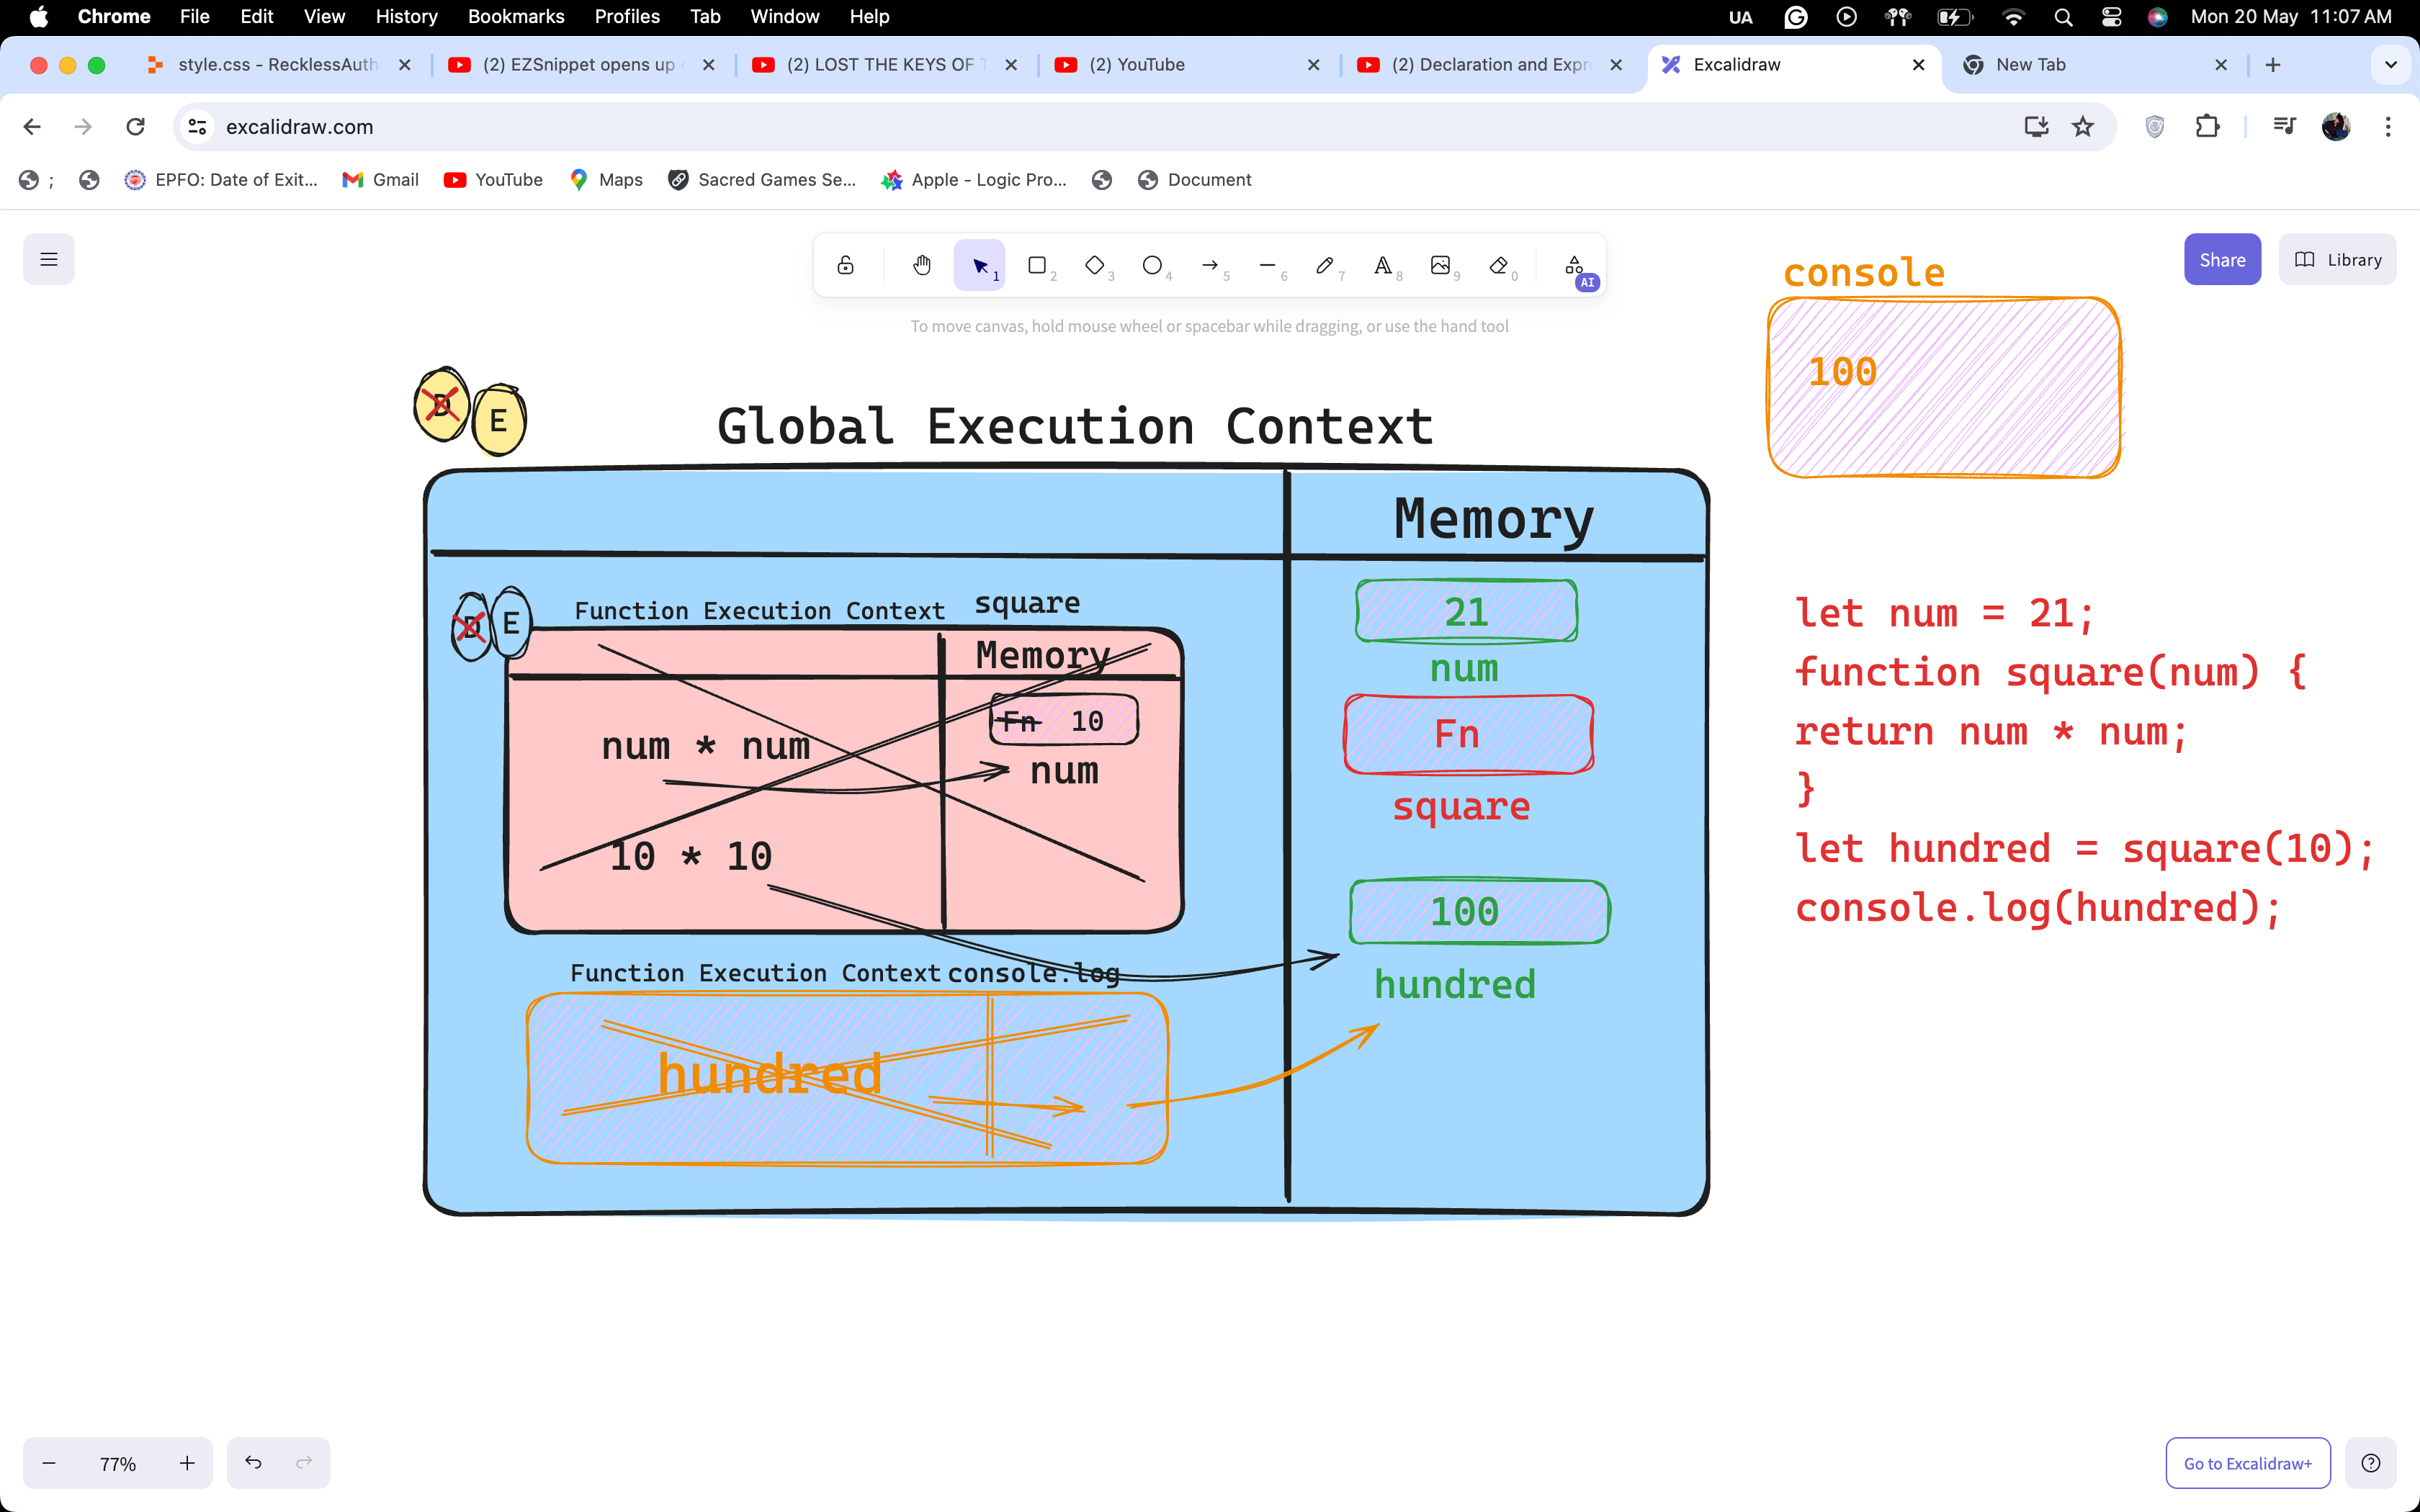 Chrome File Edit View History Bookmarks Profiles Tab Window Help UA Mon 20 May 11:07 AM
style.css - RecklessAuth (2) EZSnippet opens up (2) LOST THE KEYS OF (2) YouTube (2) Declaration and Expr Excalidraw New Tab
excalidraw.com
; EPFO: Date of Exit... Gmail YouTube Maps Sacred Games Se... Apple - Logic Pro... Document
1 2 3 4 5 6 7 8 9 0 AI
Share Library
To move canvas, hold mouse wheel or spacebar while dragging, or use the hand tool
console
100
D E
Global Execution Context
Memory
D E Function Execution Context square
Memory
Fn 10
num
num * num
10 * 10
21
num
Fn
square
100
hundred
Function Execution Context console.log
hundred
let num = 21;
function square(num) {
return num * num;
}
let hundred = square(10);
console.log(hundred);
77%
Go to Excalidraw+